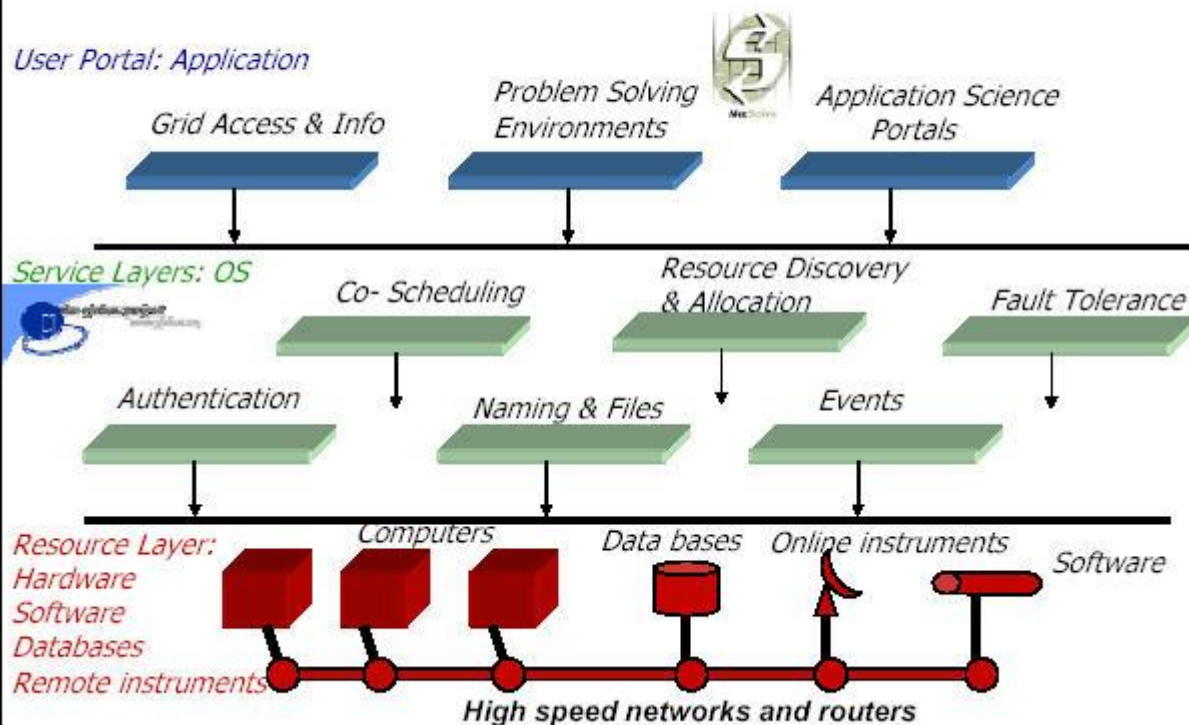 User Portal: Application
Grid Access & Info
Problem Solving
Environments
Application Science
Portals
Service Layers: OS
Co- Scheduling
Resource Discovery
& Allocation
Fault Tolerance
Authentication
Naming & Files
Events
Resource Layer:
Hardware
Software
Databases
Remote instruments
Computers
Data bases
Online instruments
Software
High speed networks and routers